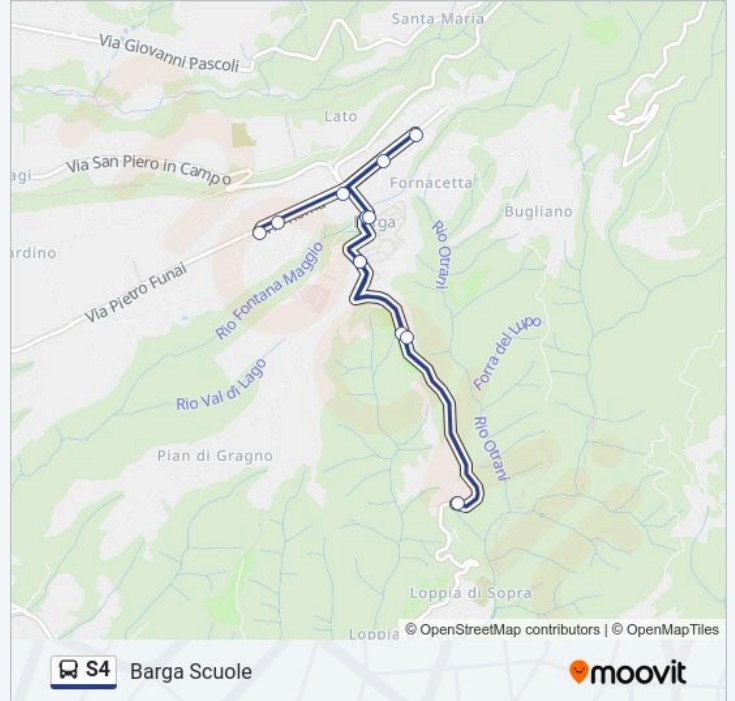 Santa Maria
Via Giovanni Pascoli
Lato
Via San Piero in Campo
Fornacetta
Bugliano
Rio Otrani
Rio Fontana Maggio
Via Pietro Funai
Forra del Lupo
Rio Val di Lago
Rio Otrani
Pian di Gragno
Loppia di Sopra
Loppia
© OpenStreetMap contributors | © OpenMapTiles
S4 Barga Scuole
moovit